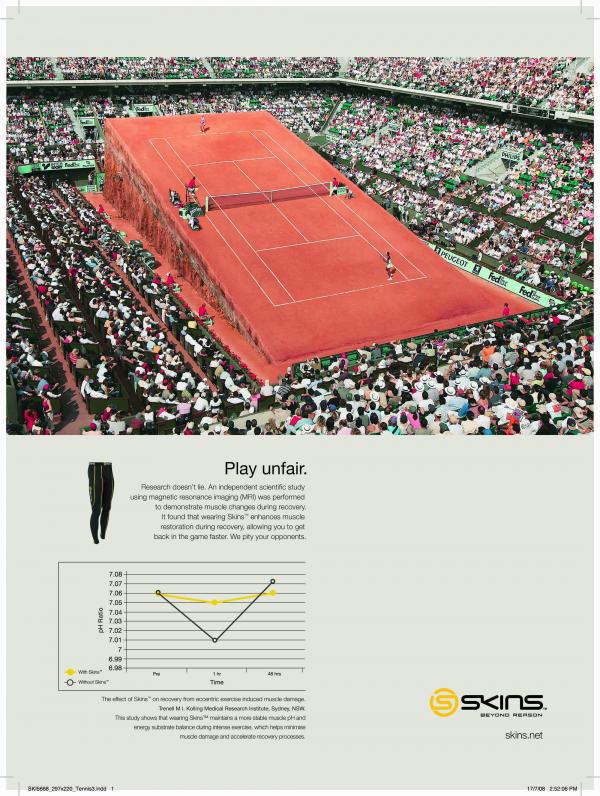 PHILIPS
FedEx
FedEx
PEUGEOT
FedEx
FedEx
Play unfair.
Research doesn't lie. An independent scientific study
using magnetic resonance imaging (MRI) was performed
to demonstrate muscle changes during recovery.
It found that wearing Skins™ enhances muscle
restoration during recovery, allowing you to get
back in the game faster. We pity your opponents.
7.08
7.07
7.06
7.05
7.04
7.03
7.02
7.01
7
6.99
6.98
pH Ratio
Pre 1 hr 48 hrs
Time
With Skins™
Without Skins™
The effect of Skins™ on recovery from eccentric exercise induced muscle damage.
Trenell M I. Kolling Medical Research Institute, Sydney, NSW.
This study shows that wearing Skins™ maintains a more stable muscle pH and
energy substrate balance during intense exercise, which helps minimise
muscle damage and accelerate recovery processes.
SKINS™
BEYOND REASON
skins.net
SKI5668_297x220_Tennis3.indd 1
17/7/08 2:52:06 PM